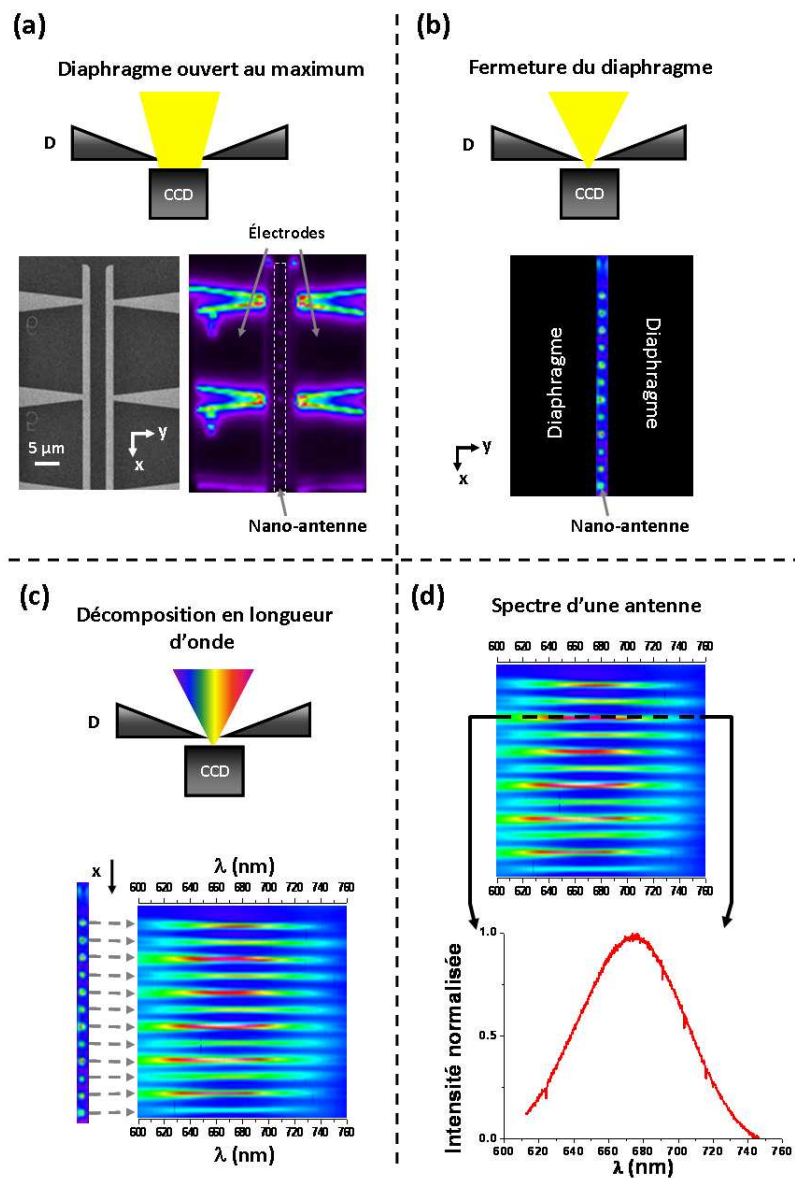 (a)
Diaphragme ouvert au maximum
D
CCD
Électrodes
9
5
5 µm
y
x
Nano-antenne
(b)
Fermeture du diaphragme
D
CCD
Diaphragme
Diaphragme
y
x
Nano-antenne
(c)
Décomposition en longueur
d'onde
D
CCD
x
λ (nm)
600 620 640 660 680 700 720 740 760
600 620 640 660 680 700 720 740 760
λ (nm)
(d)
Spectre d'une antenne
600 620 640 660 680 700 720 740 760
600 620 640 660 680 700 720 740 760
Intensité normalisée
1.0
0.5
0.0
600 620 640 660 680 700 720 740 760
λ (nm)